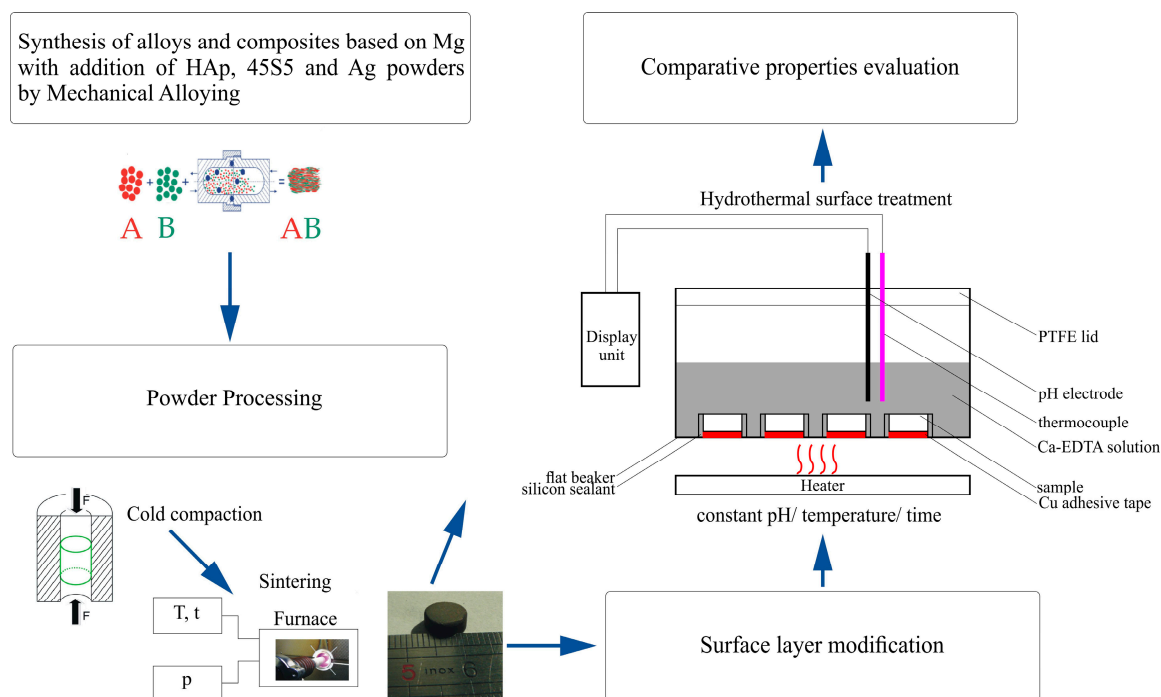 Synthesis of alloys and composites based on Mg
with addition of HAp, 45S5 and Ag powders
by Mechanical Alloying
+ + =
A B AB
Powder Processing
F
Cold compaction
F
Sintering
T, t
Furnace
p
5 inox 6
Surface layer modification
Comparative properties evaluation
Hydrothermal surface treatment
Display
unit
PTFE lid
pH electrode
thermocouple
Ca-EDTA solution
flat beaker
silicon sealant
sample
Cu adhesive tape
Heater
constant pH/ temperature/ time